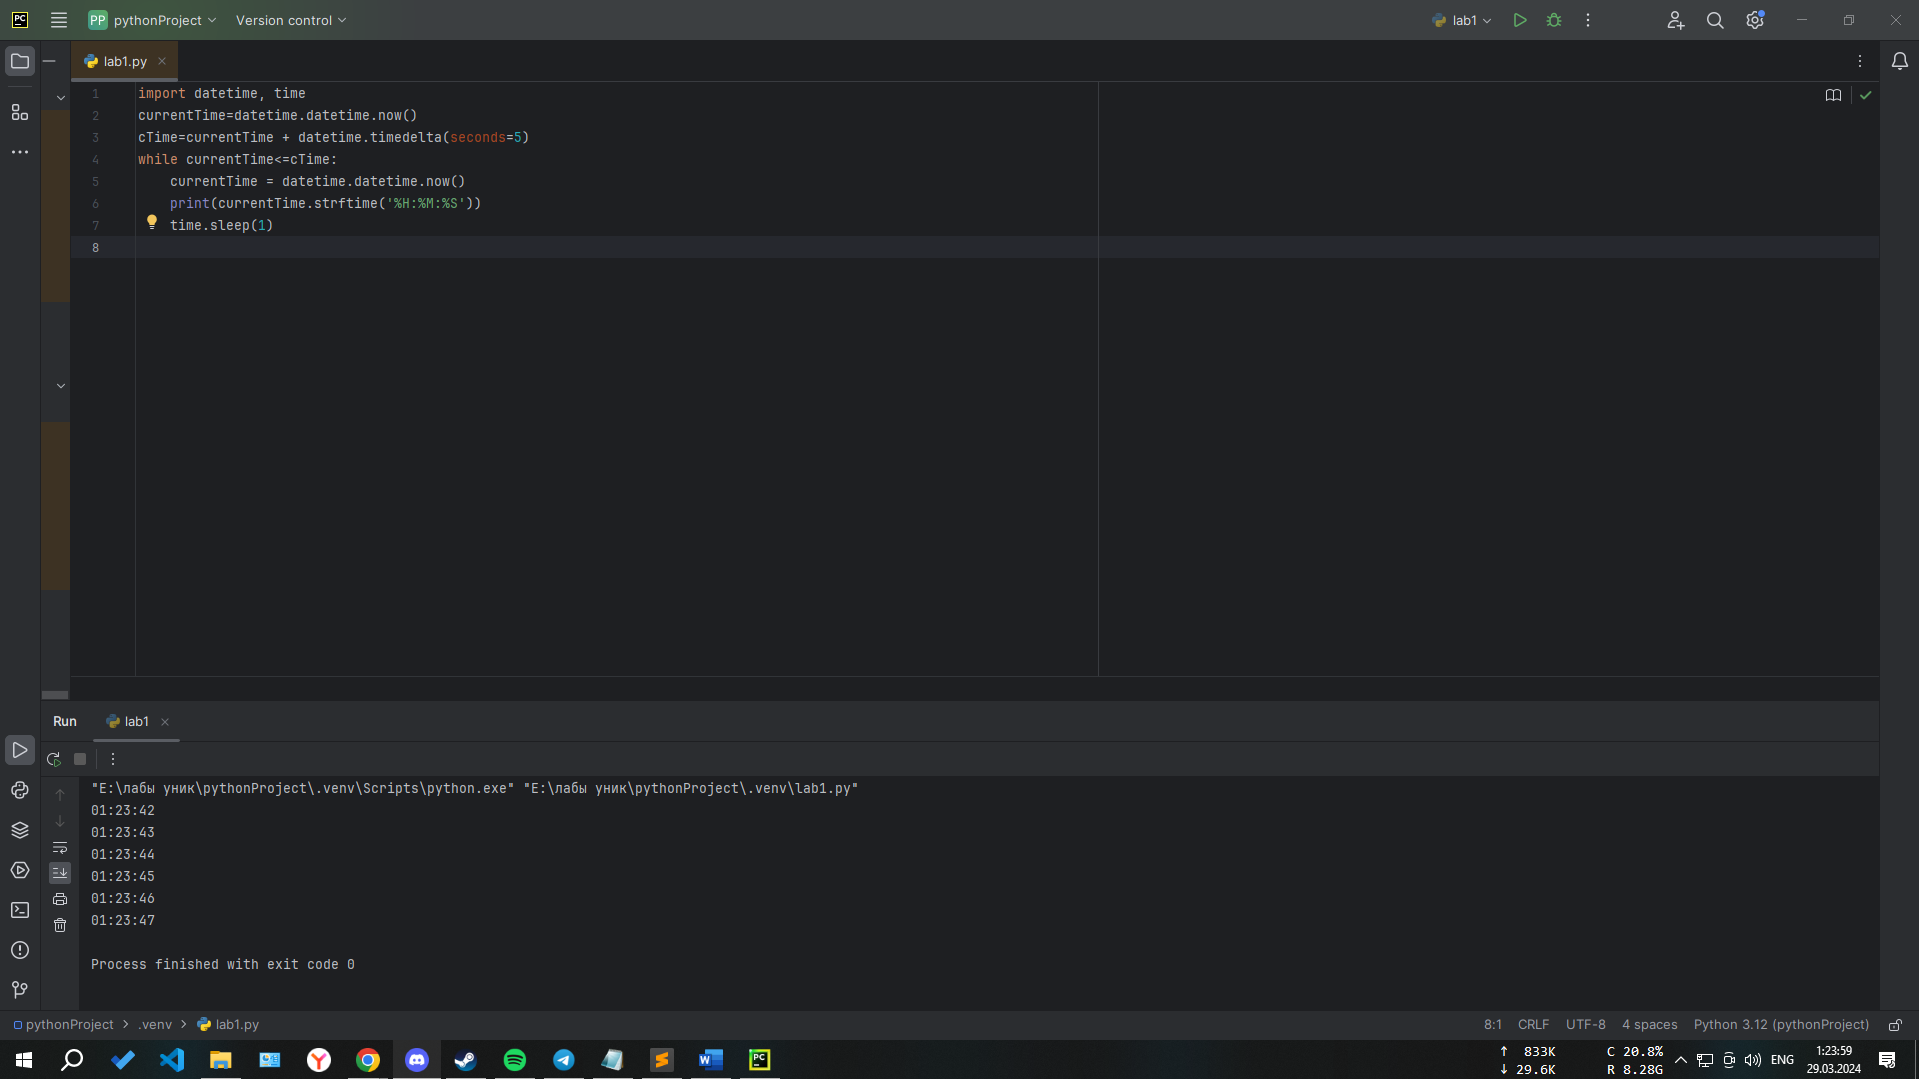 PC
PP pythonProject Version control lab1
lab1.py
1 import datetime, time
2 currentTime=datetime.datetime.now()
3 cTime=currentTime + datetime.timedelta(seconds=5)
4 while currentTime<=cTime:
5     currentTime = datetime.datetime.now()
6     print(currentTime.strftime('%H:%M:%S'))
7     time.sleep(1)
8
Run lab1
"E:\лабы уник\pythonProject\.venv\Scripts\python.exe" "E:\лабы уник\pythonProject\.venv\lab1.py"
01:23:42
01:23:43
01:23:44
01:23:45
01:23:46
01:23:47
Process finished with exit code 0
pythonProject > .venv > lab1.py 8:1 CRLF UTF-8 4 spaces Python 3.12 (pythonProject)
↑ 833K C 20.8% ENG 1:23:59
↓ 29.6K R 8.28G 29.03.2024